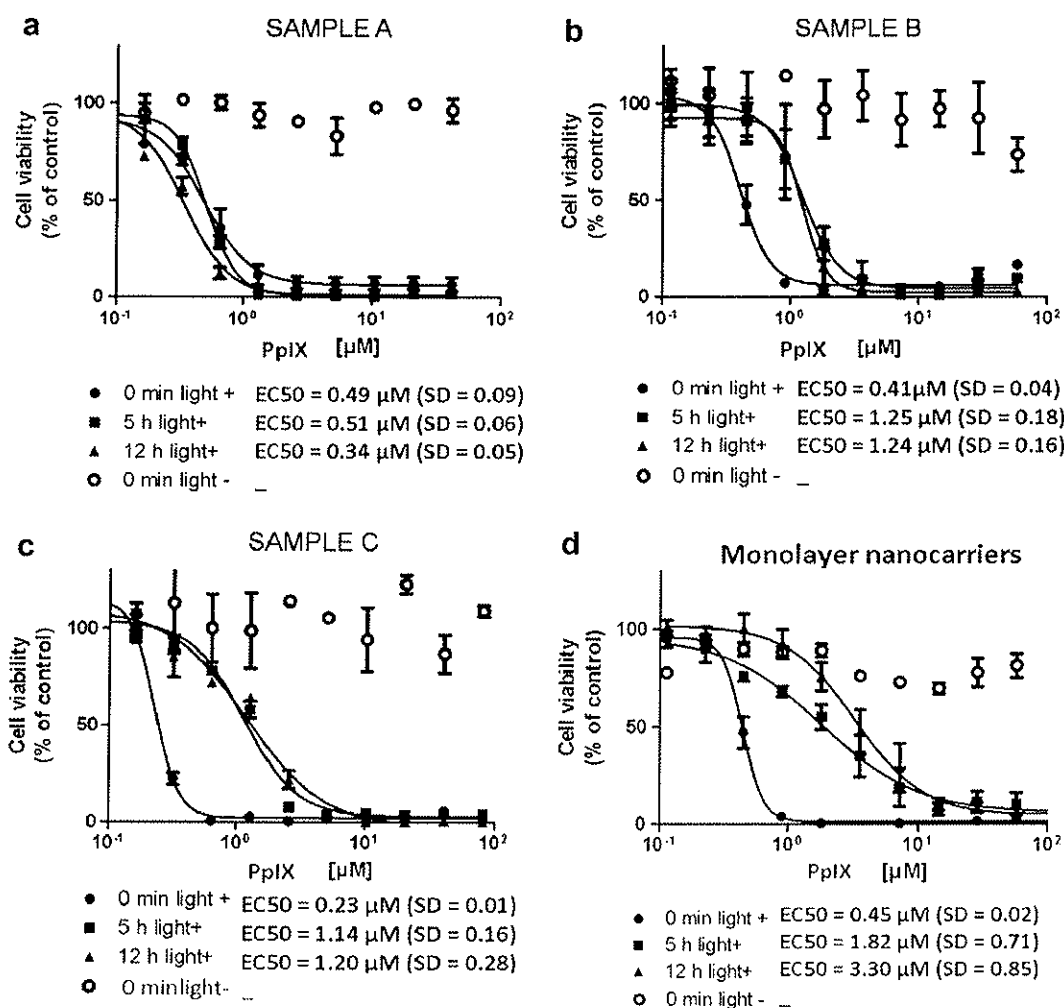 a
SAMPLE A
Cell viability
(% of control)
100
50
0
10-1
100
101
102
PpIX [µM]
0 min light + EC50 = 0.49 µM (SD = 0.09)
5 h light+ EC50 = 0.51 µM (SD = 0.06)
12 h light+ EC50 = 0.34 µM (SD = 0.05)
0 min light - _
b
SAMPLE B
Cell viability
(% of control)
100
50
0
10-1
100
101
102
PpIX [µM]
0 min light + EC50 = 0.41µM (SD = 0.04)
5 h light+ EC50 = 1.25 µM (SD = 0.18)
12 h light+ EC50 = 1.24 µM (SD = 0.16)
0 min light - _
c
SAMPLE C
Cell viability
(% of control)
100
50
0
10-1
100
101
102
PpIX [µM]
0 min light + EC50 = 0.23 µM (SD = 0.01)
5 h light+ EC50 = 1.14 µM (SD = 0.16)
12 h light+ EC50 = 1.20 µM (SD = 0.28)
0 minlight- _
d
Monolayer nanocarriers
Cell viability
(% of control)
100
50
0
10-1
100
101
102
PpIX [µM]
0 min light + EC50 = 0.45 µM (SD = 0.02)
5 h light+ EC50 = 1.82 µM (SD = 0.71)
12 h light+ EC50 = 3.30 µM (SD = 0.85)
0 min light - _